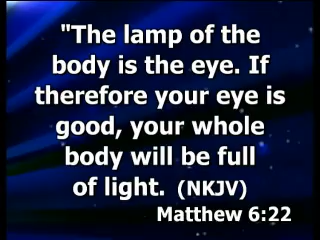 "The lamp of the
body is the eye. If
therefore your eye is
good, your whole
body will be full
of light. (NKJV)
Matthew 6:22